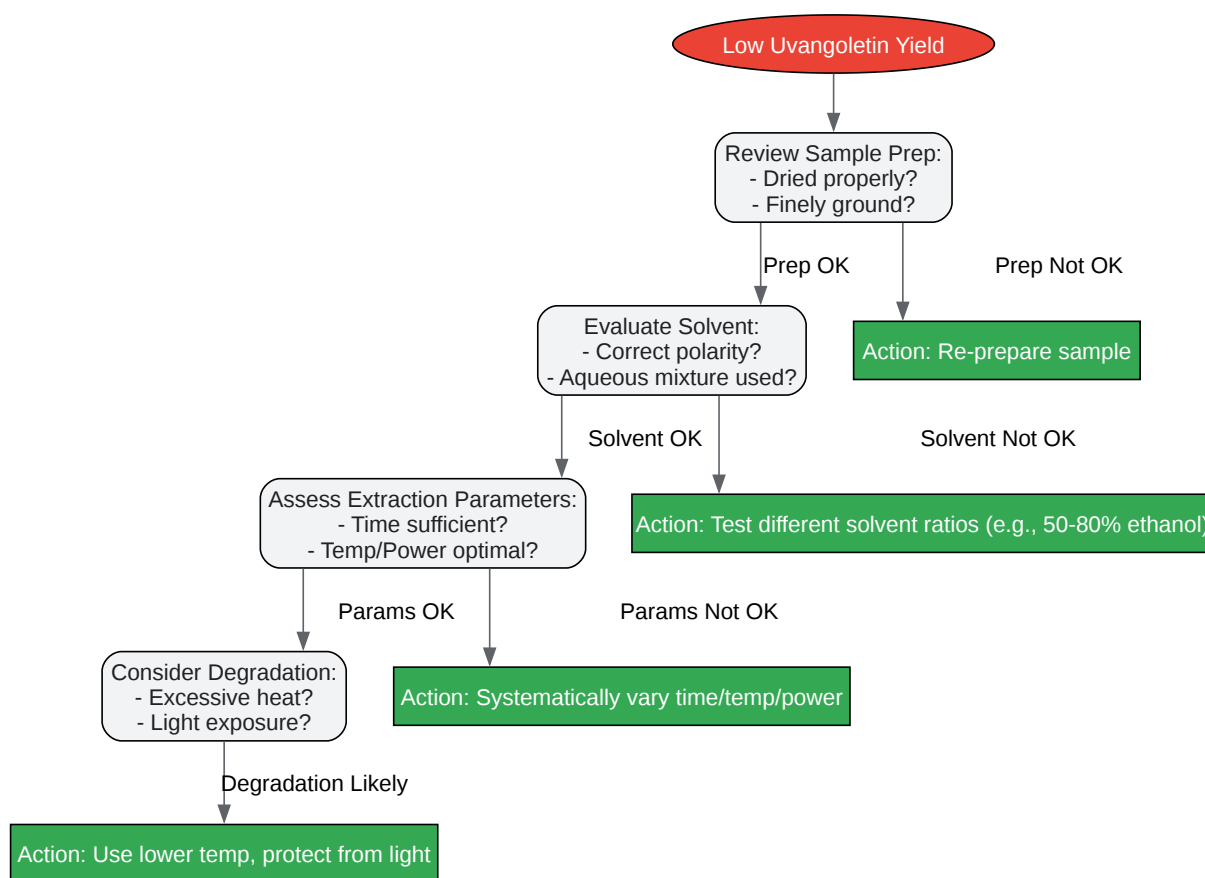 Low Uvangoletin Yield
Review Sample Prep:
- Dried properly?
- Finely ground?
Prep OK
Prep Not OK
Evaluate Solvent:
- Correct polarity?
- Aqueous mixture used?
Action: Re-prepare sample
Solvent OK
Solvent Not OK
Assess Extraction Parameters:
- Time sufficient?
- Temp/Power optimal?
Action: Test different solvent ratios (e.g., 50-80% ethanol)
Params OK
Params Not OK
Consider Degradation:
- Excessive heat?
- Light exposure?
Action: Systematically vary time/temp/power
Degradation Likely
Action: Use lower temp, protect from light